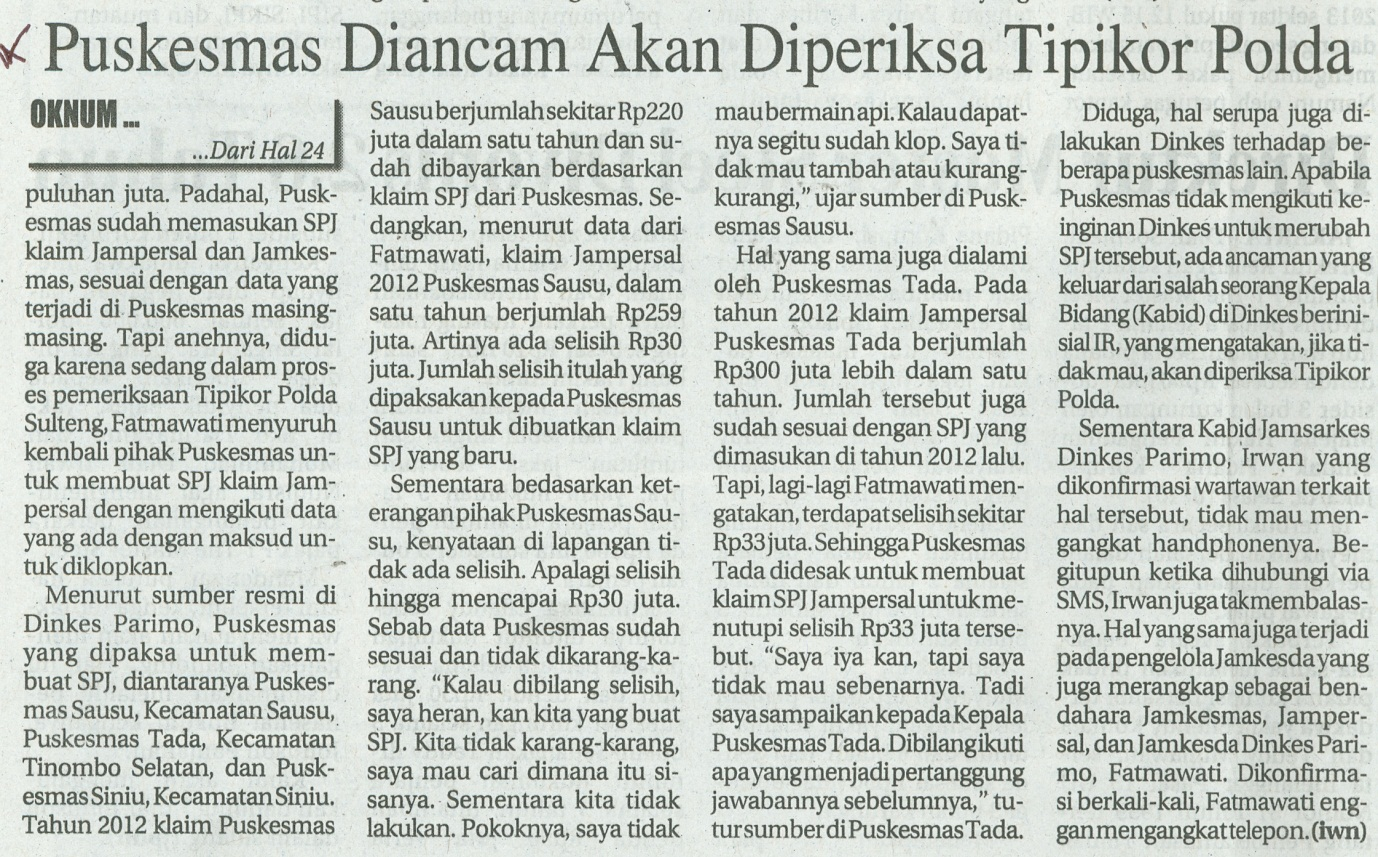 Puskesmas Diancam Akan Diperiksa Tipikor Polda
OKNUM ...
...Dari Hal 24
puluhan juta. Padahal, Pusk-
esmas sudah memasukan SPJ
klaim Jampersal dan Jamkes-
mas, sesuai dengan data yang
terjadi di Puskesmas masing-
masing. Tapi anehnya, didu-
ga karena sedang dalam pros-
es pemeriksaan Tipikor Polda
Sulteng, Fatmawati menyuruh
kembali pihak Puskesmas un-
tuk membuat SPJ klaim Jam-
persal dengan mengikuti data
yang ada dengan maksud un-
tuk diklopkan.
Menurut sumber resmi di
Dinkes Parimo, Puskesmas
yang dipaksa untuk mem-
buat SPJ, diantaranya Puskes-
mas Sausu, Kecamatan Sausu,
Puskesmas Tada, Kecamatan
Tinombo Selatan, dan Pusk-
esmas Siniu, Kecamatan Siniu.
Tahun 2012 klaim Puskesmas
Sausu berjumlah sekitar Rp220
juta dalam satu tahun dan su-
dah dibayarkan berdasarkan
klaim SPJ dari Puskesmas. Se-
dangkan, menurut data dari
Fatmawati, klaim Jampersal
2012 Puskesmas Sausu, dalam
satu tahun berjumlah Rp259
juta. Artinya ada selisih Rp30
juta. Jumlah selisih itulah yang
dipaksakan kepada Puskesmas
Sausu untuk dibuatkan klaim
SPJ yang baru.
Sementara bedasarkan ket-
erangan pihak Puskesmas Sau-
su, kenyataan di lapangan ti-
dak ada selisih. Apalagi selisih
hingga mencapai Rp30 juta.
Sebab data Puskesmas sudah
sesuai dan tidak dikarang-ka-
rang. “Kalau dibilang selisih,
saya heran, kan kita yang buat
SPJ. Kita tidak karang-karang,
saya mau cari dimana itu si-
sanya. Sementara kita tidak
lakukan. Pokoknya, saya tidak
mau bermain api. Kalau dapat-
nya segitu sudah klop. Saya ti-
dak mau tambah atau kurang-
kurangi,” ujar sumber di Pusk-
esmas Sausu.
Hal yang sama juga dialami
oleh Puskesmas Tada. Pada
tahun 2012 klaim Jampersal
Puskesmas Tada berjumlah
Rp300 juta lebih dalam satu
tahun. Jumlah tersebut juga
sudah sesuai dengan SPJ yang
dimasukan di tahun 2012 lalu.
Tapi, lagi-lagi Fatmawati men-
gatakan, terdapat selisih sekitar
Rp33 juta. Sehingga Puskesmas
Tada didesak untuk membuat
klaim SPJ Jampersal untuk me-
nutupi selisih Rp33 juta terse-
but. “Saya iya kan, tapi saya
tidak mau sebenarnya. Tadi
saya sampaikan kepada Kepala
Puskesmas Tada. Dibilang ikuti
apa yang menjadi pertanggung
jawabannya sebelumnya,” tu-
tur sumber di Puskesmas Tada.
Diduga, hal serupa juga di-
lakukan Dinkes terhadap be-
berapa puskesmas lain. Apabila
Puskesmas tidak mengikuti ke-
inginan Dinkes untuk merubah
SPJ tersebut, ada ancaman yang
keluar dari salah seorang Kepala
Bidang (Kabid) di Dinkes berini-
sial IR, yang mengatakan, jika ti-
dak mau, akan diperiksa Tipikor
Polda.
Sementara Kabid Jamsarkes
Dinkes Parimo, Irwan yang
dikonfirmasi wartawan terkait
hal tersebut, tidak mau men-
gangkat handphonenya. Be-
gitupun ketika dihubungi via
SMS, Irwan juga tak membalas-
nya. Hal yang sama juga terjadi
pada pengelola Jamkesda yang
juga merangkap sebagai ben-
dahara Jamkesmas, Jamper-
sal, dan Jamkesda Dinkes Pari-
mo, Fatmawati. Dikonfirma-
si berkali-kali, Fatmawati eng-
gan mengangkat telepon. (iwn)